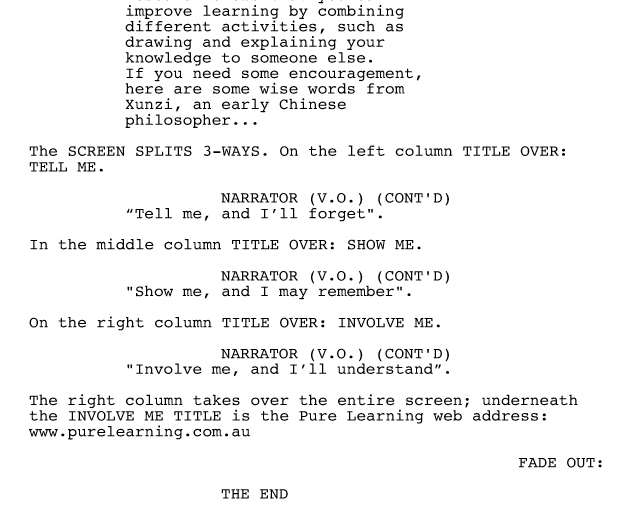 improve learning by combining
different activities, such as
drawing and explaining your
knowledge to someone else.
If you need some encouragement,
here are some wise words from
Xunzi, an early Chinese
philosopher...
The SCREEN SPLITS 3-WAYS. On the left column TITLE OVER:
TELL ME.
NARRATOR (V.O.) (CONT'D)
“Tell me, and I’ll forget".
In the middle column TITLE OVER: SHOW ME.
NARRATOR (V.O.) (CONT'D)
"Show me, and I may remember".
On the right column TITLE OVER: INVOLVE ME.
NARRATOR (V.O.) (CONT'D)
"Involve me, and I’ll understand”.
The right column takes over the entire screen; underneath
the INVOLVE ME TITLE is the Pure Learning web address:
www.purelearning.com.au
FADE OUT:
THE END